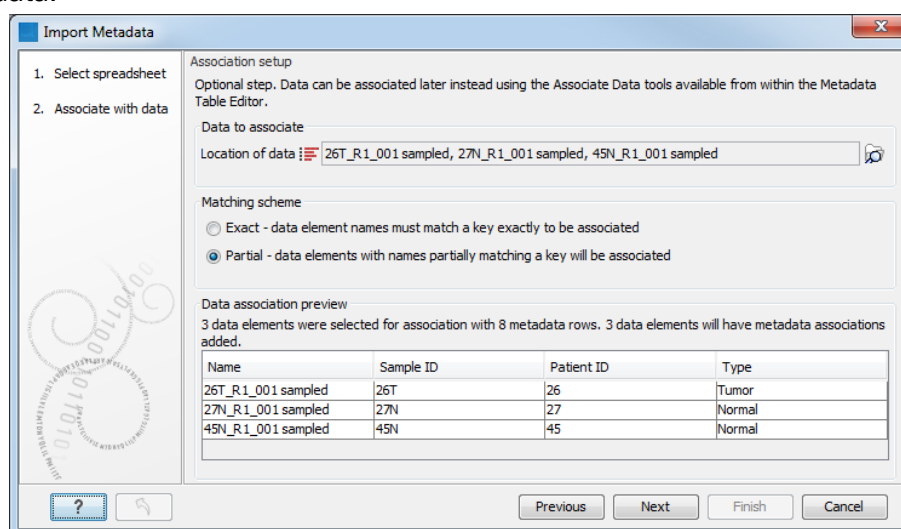 Import Metadata
1. Select spreadsheet
2. Associate with data
Association setup
Optional step. Data can be associated later instead using the Associate Data tools available from within the Metadata
Table Editor.
Data to associate
Location of data 26T_R1_001 sampled, 27N_R1_001 sampled, 45N_R1_001 sampled
Matching scheme
Exact - data element names must match a key exactly to be associated
Partial - data elements with names partially matching a key will be associated
Data association preview
3 data elements were selected for association with 8 metadata rows. 3 data elements will have metadata associations
added.
Name Sample ID Patient ID Type
26T_R1_001 sampled 26T 26 Tumor
27N_R1_001 sampled 27N 27 Normal
45N_R1_001 sampled 45N 45 Normal
? Previous Next Finish Cancel